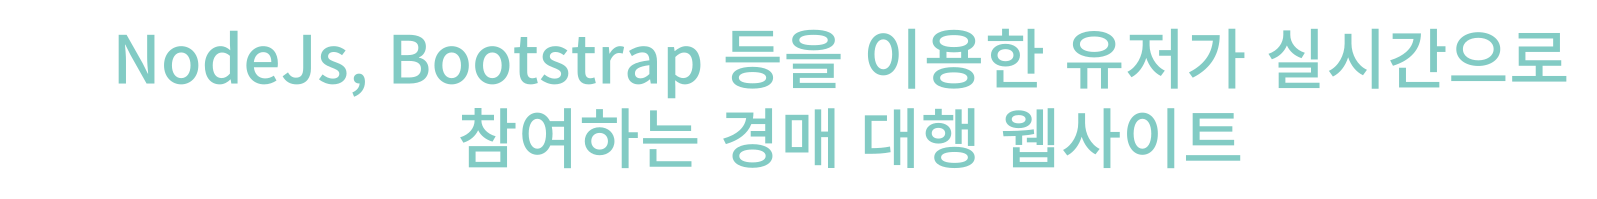 NodeJs, Bootstrap 등을 이용한 유저가 실시간으로
참여하는 경매 대행 웹사이트